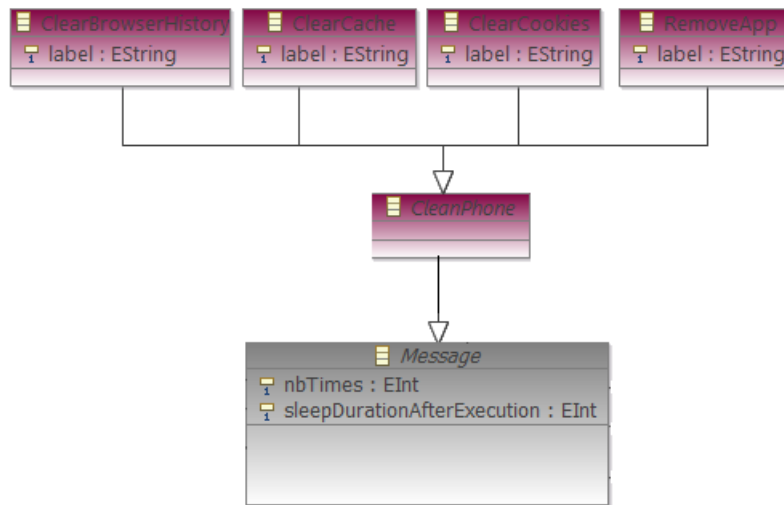 ClearBrowserHistory
label : EString
ClearCache
label : EString
ClearCookies
label : EString
RemoveApp
label : EString
CleanPhone
Message
nbTimes : EInt
sleepDurationAfterExecution : EInt